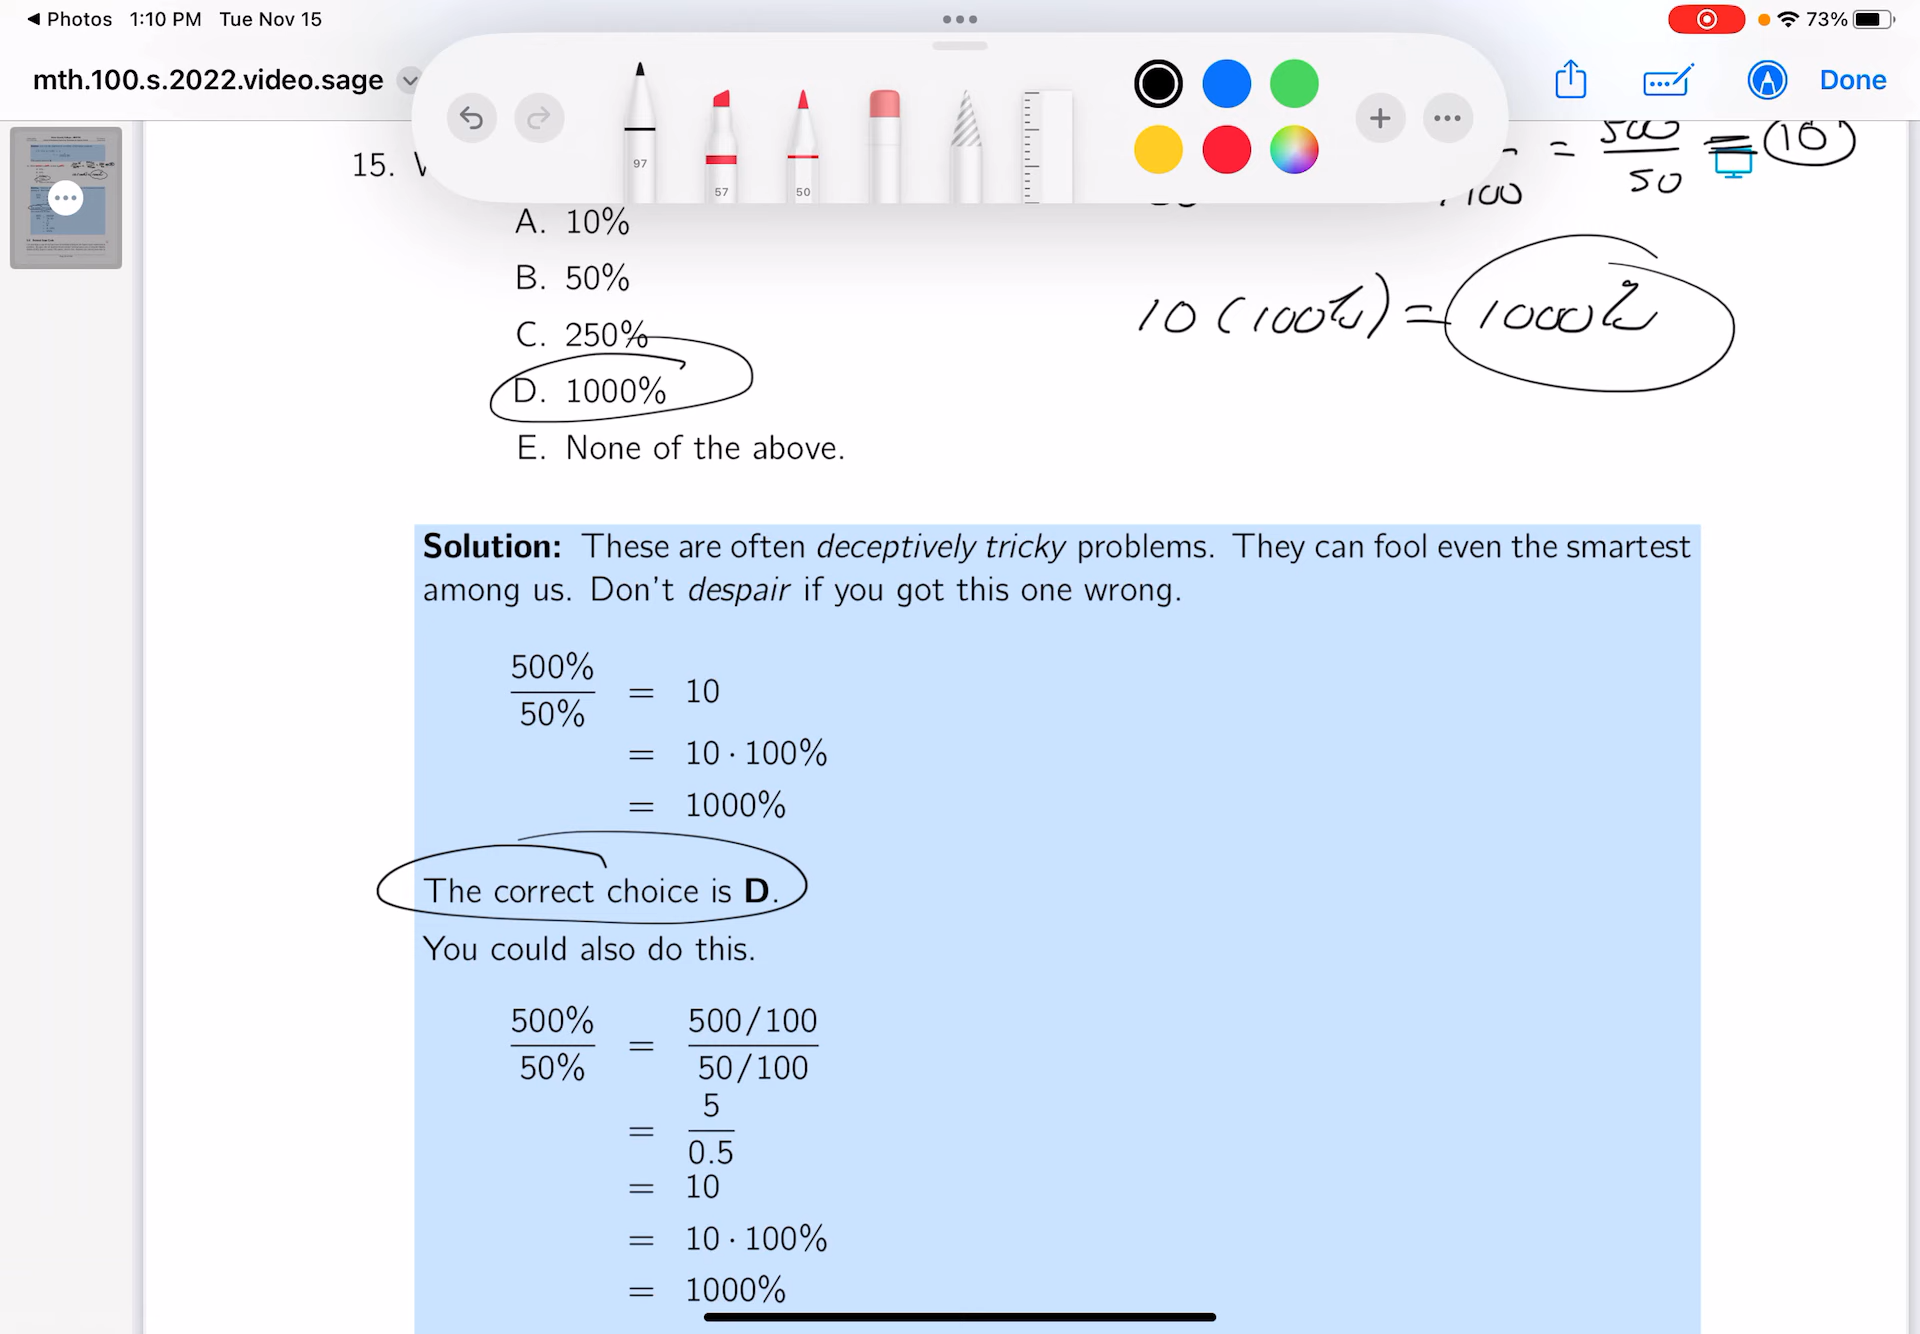 Photos 1:10 PM Tue Nov 15 73%
mth.100.s.2022.video.sage Done
97 57 50
15.
/100 = 500/50 = 10
A. 10%
B. 50%
C. 250%
10 (100%) = 1000%
D. 1000%
E. None of the above.
Solution: These are often deceptively tricky problems. They can fool even the smartest
among us. Don't despair if you got this one wrong.
500%/50% = 10
= 10 · 100%
= 1000%
The correct choice is D.
You could also do this.
500%/50% = 500/100 / 50/100
= 5/0.5
= 10
= 10 · 100%
= 1000%